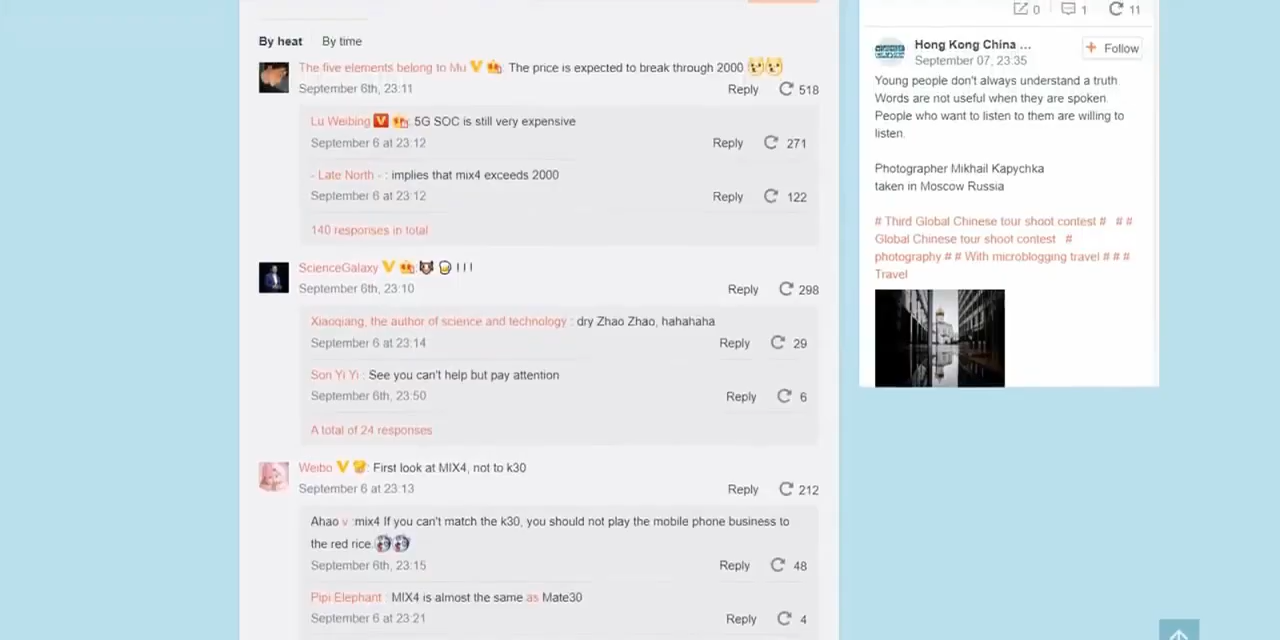 By heat By time
The five elements belong to Mu : The price is expected to break through 2000
September 6th, 23:11 Reply 518
Lu Weibing : 5G SOC is still very expensive
September 6 at 23:12 Reply 271
- Late North - : implies that mix4 exceeds 2000
September 6 at 23:12 Reply 122
140 responses in total
ScienceGalaxy : ! ! !
September 6th, 23:10 Reply 298
Xiaoqiang, the author of science and technology : dry Zhao Zhao, hahahaha
September 6 at 23:14 Reply 29
Son Yi Yi : See you can't help but pay attention
September 6th, 23:50 Reply 6
A total of 24 responses
Weibo : First look at MIX4, not to k30
September 6 at 23:13 Reply 212
Ahao v :mix4 If you can't match the k30, you should not play the mobile phone business to
the red rice.
September 6th, 23:15 Reply 48
Pipi Elephant : MIX4 is almost the same as Mate30
September 6 at 23:21 Reply 4
0 1 11
Hong Kong China ...
+ Follow
September 07, 23:35
Young people don't always understand a truth.
Words are not useful when they are spoken.
People who want to listen to them are willing to
listen.
Photographer Mikhail Kapychka
taken in Moscow Russia
# Third Global Chinese tour shoot contest # # #
Global Chinese tour shoot contest #
photography # # With microblogging travel # # #
Travel